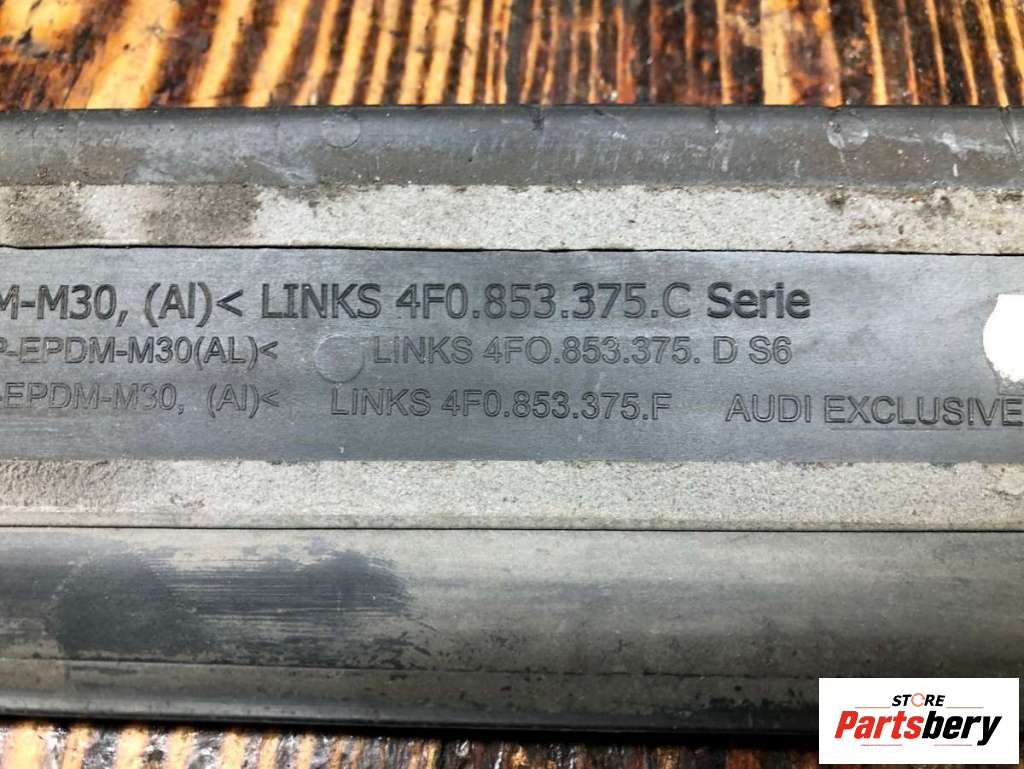 M-M30, (Al)< LINKS 4F0.853.375.C Serie
P-EPDM-M30(AL)< LINKS 4FO.853.375. D S6
-EPDM-M30, (Al)< LINKS 4F0.853.375.F AUDI EXCLUSIVE
STORE
Partsbery